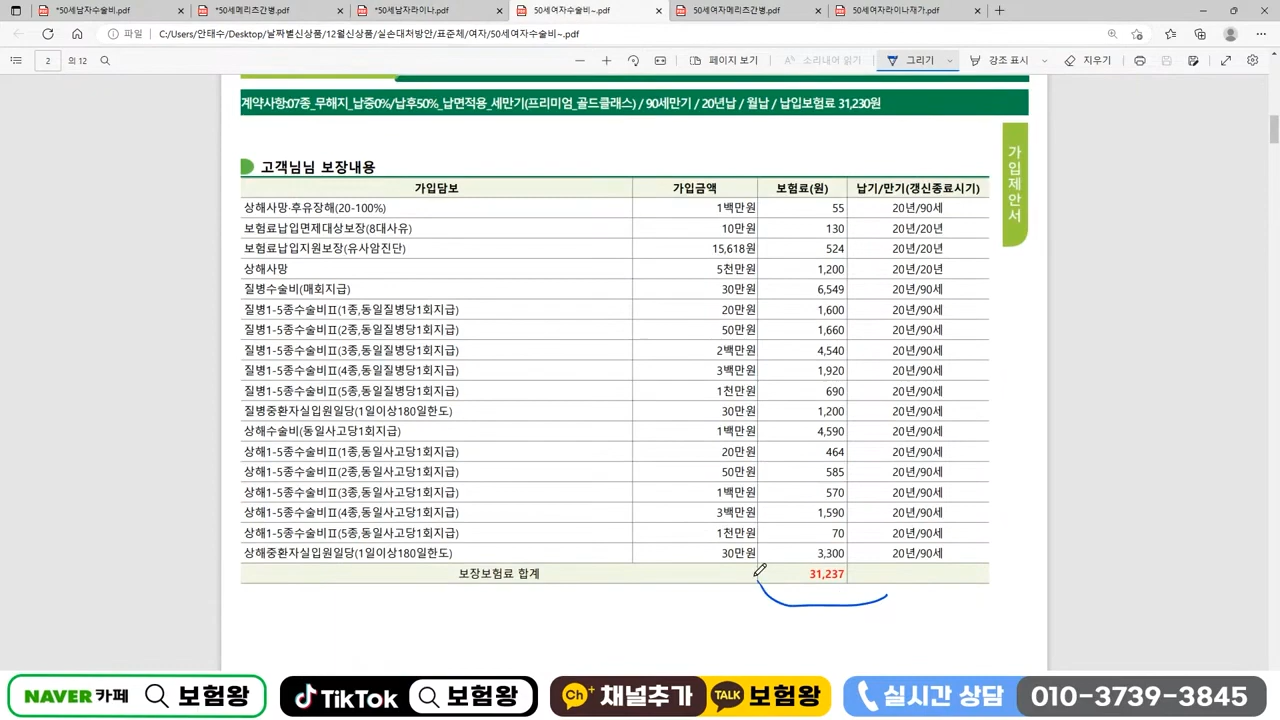 *50세남자수술비.pdf
*50세남자메리츠간병.pdf
*50세남자라이나.pdf
50세여자수술비~.pdf
50세여자메리츠간병.pdf
50세여자라이나재가.pdf
파일
C:/Users/안태수/Desktop/날짜별신상품/12월신상품/실손대처방안/표준체/여자/50세여자수술비~.pdf
2 의 12
페이지 보기
소리내어 읽기
그리기
강조 표시
지우기
계약사항:07종_무해지_납중0%/납후50%_납면적용_세만기(프리미엄_골드클래스) / 90세만기 / 20년납 / 월납 / 납입보험료 31,230원
가입제안서
고객님님 보장내용
가입담보 가입금액 보험료(원) 납기/만기(갱신종료시기)
상해사망·후유장해(20-100%) 1백만원 55 20년/90세
보험료납입면제대상보장(8대사유) 10만원 130 20년/20년
보험료납입지원보장(유사암진단) 15,618원 524 20년/20년
상해사망 5천만원 1,200 20년/20년
질병수술비(매회지급) 30만원 6,549 20년/90세
질병1-5종수술비Ⅱ(1종,동일질병당1회지급) 20만원 1,600 20년/90세
질병1-5종수술비Ⅱ(2종,동일질병당1회지급) 50만원 1,660 20년/90세
질병1-5종수술비Ⅱ(3종,동일질병당1회지급) 2백만원 4,540 20년/90세
질병1-5종수술비Ⅱ(4종,동일질병당1회지급) 3백만원 1,920 20년/90세
질병1-5종수술비Ⅱ(5종,동일질병당1회지급) 1천만원 690 20년/90세
질병중환자실입원일당(1일이상180일한도) 30만원 1,200 20년/90세
상해수술비(동일사고당1회지급) 1백만원 4,590 20년/90세
상해1-5종수술비Ⅱ(1종,동일사고당1회지급) 20만원 464 20년/90세
상해1-5종수술비Ⅱ(2종,동일사고당1회지급) 50만원 585 20년/90세
상해1-5종수술비Ⅱ(3종,동일사고당1회지급) 1백만원 570 20년/90세
상해1-5종수술비Ⅱ(4종,동일사고당1회지급) 3백만원 1,590 20년/90세
상해1-5종수술비Ⅱ(5종,동일사고당1회지급) 1천만원 70 20년/90세
상해중환자실입원일당(1일이상180일한도) 30만원 3,300 20년/90세
보장보험료 합계 31,237
NAVER 카페 보험왕
TikTok 보험왕
Ch+ 채널추가 TALK 보험왕
실시간 상담 010-3739-3845